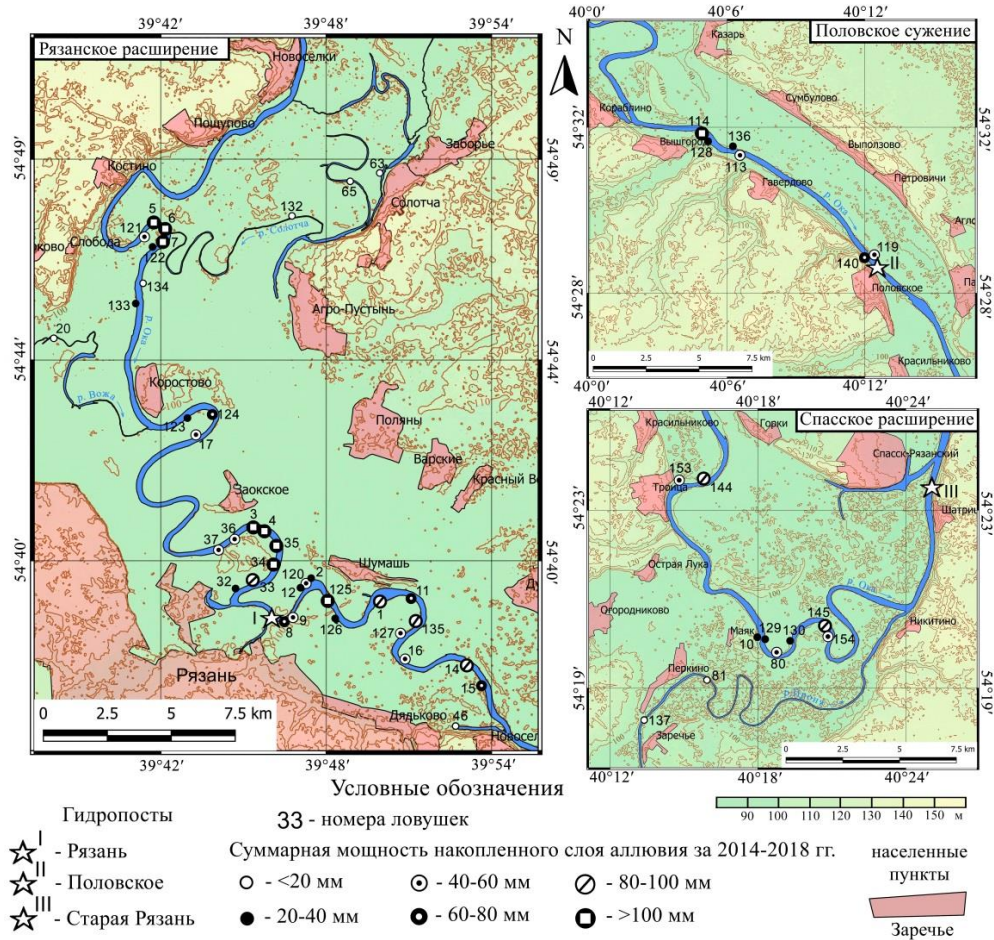 39°42' 39°48' 39°54'
Рязанское расширение
Новоселки
Пощупово
Заборье
54°49'
54°49'
Костино
63
65
Солотча
5
6
132
121
р. Солотча
Слобода
7
122
134
Агро-Пустынь
133
20
р. Ока
54°44'
54°44'
Коростово
р. Вожа
124
123
17
Поляны
Варские
Красный Во
Заокское
3
4
36
35
37
54°40'
54°40'
34
Шумашь
32
33
120
2
12
125
11
I
9
1
8
126
135
127
16
Рязань
14
15
0 2.5 5 7.5 km
Дядьково
46
Новосел
39°42' 39°48' 39°54'
N
40°0' 40°6' 40°12'
Половское сужение
Казарь
Сумбулово
Кораблино
54°32'
54°32'
114
136
Вышгород
128
113
Выползово
Гавердово
Петровичи
р. Ока
Агло
119
140
II
Половское
54°28'
54°28'
0 2.5 5 7.5 km
Красильниково
40°0' 40°6' 40°12'
40°12' 40°18' 40°24'
Спасское расширение
Красильниково
Горки
Спасск-Рязанский
153
144
Троица
III
54°23'
54°23'
Шатрищ
Острая Лука
р. Ока
Огородниково
145
Никитино
Маяк
129
130
10
154
80
Перкино
81
54°19'
54°19'
137
Заречье
0 2.5 5 7.5 km
40°12' 40°18' 40°24'
90 100 110 120 130 140 150 м
Условные обозначения
Гидропосты
33 - номера ловушек
I - Рязань
Суммарная мощность накопленного слоя аллювия за 2014-2018 гг.
населенные
пункты
II - Половское
- <20 мм - 40-60 мм - 80-100 мм
III - Старая Рязань
- 20-40 мм - 60-80 мм - >100 мм
Заречье